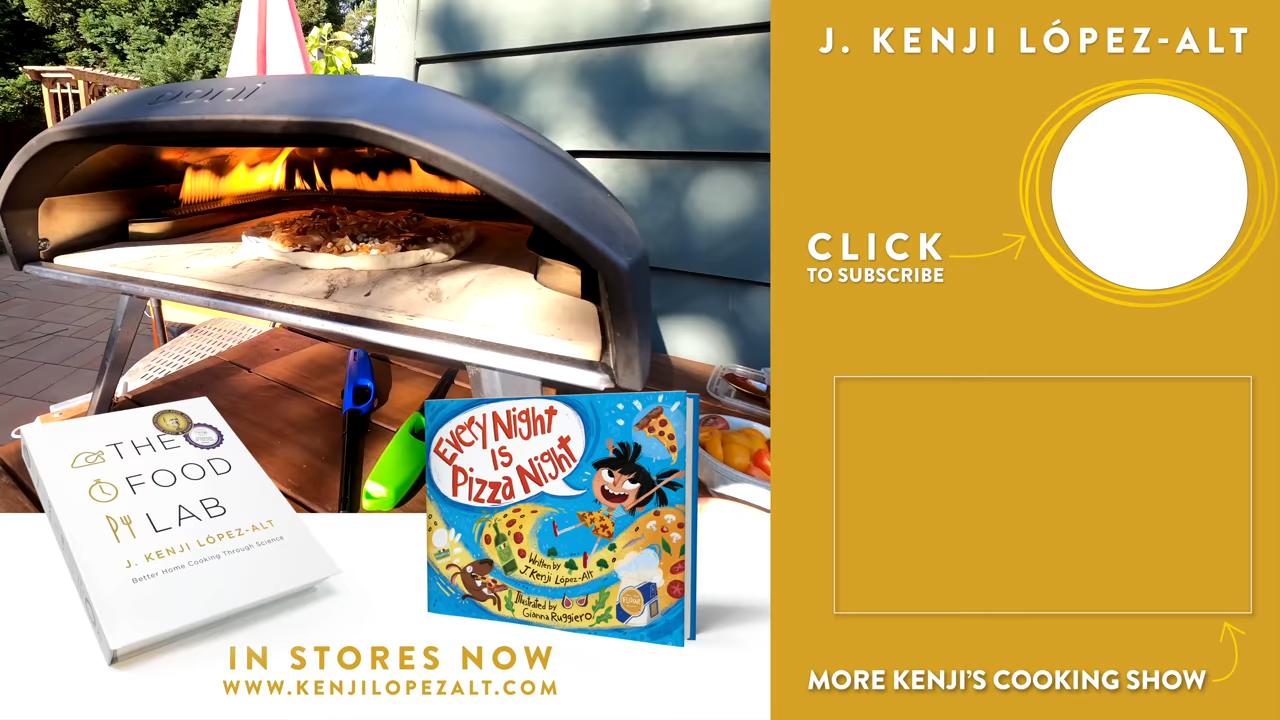 J. KENJI LÓPEZ-ALT
ooni
CLICK
TO SUBSCRIBE
THE
FOOD
LAB
J. KENJI LÓPEZ-ALT
Better Home Cooking Through Science
Every Night
is
Pizza Night
Written by
J. Kenji López-Alt
Illustrated by
Gianna Ruggiero
IN STORES NOW
WWW.KENJILOPEZALT.COM
MORE KENJI'S COOKING SHOW